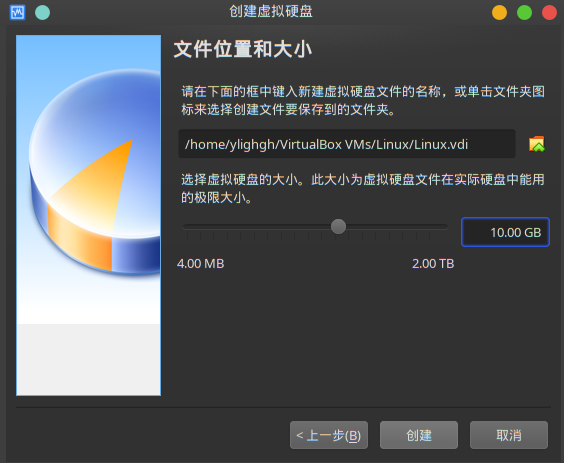 创建虚拟硬盘
文件位置和大小
请在下面的框中键入新建虚拟硬盘文件的名称，或单击文件夹图
标来选择创建文件要保存到的文件夹。
/home/ylighgh/VirtualBox VMs/Linux/Linux.vdi
选择虚拟硬盘的大小。此大小为虚拟硬盘文件在实际硬盘中能用
的极限大小。
10.00 GB
4.00 MB
2.00 TB
< 上一步(B)
创建
取消